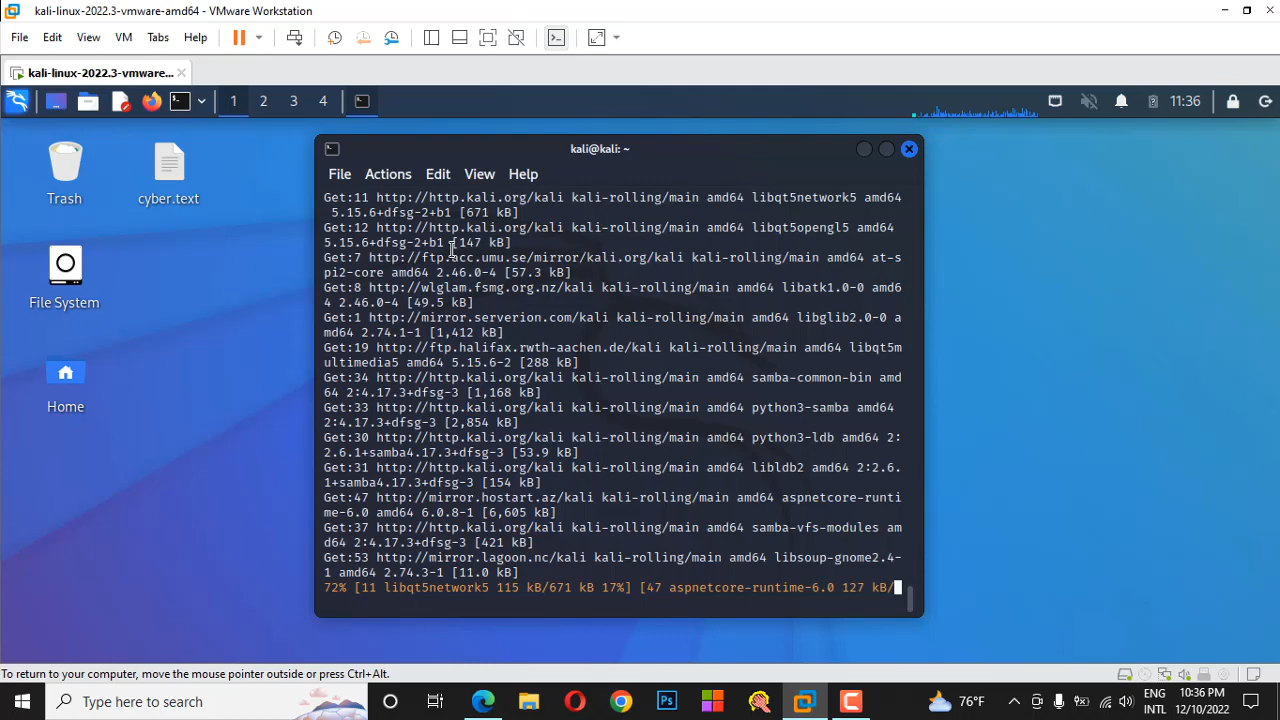 kali-linux-2022.3-vmware-amd64 - VMware Workstation
File Edit View VM Tabs Help
kali-linux-2022.3-vmware...
1 2 3 4
11:36
Trash
cyber.text
File System
Home
kali@kali: ~
File Actions Edit View Help
Get:11 http://http.kali.org/kali kali-rolling/main amd64 libqt5network5 amd64
5.15.6+dfsg-2+b1 [671 kB]
Get:12 http://http.kali.org/kali kali-rolling/main amd64 libqt5opengl5 amd64
5.15.6+dfsg-2+b1 [147 kB]
Get:7 http://ftp.acc.umu.se/mirror/kali.org/kali kali-rolling/main amd64 at-s
pi2-core amd64 2.46.0-4 [57.3 kB]
Get:8 http://wlglam.fsmg.org.nz/kali kali-rolling/main amd64 libatk1.0-0 amd6
4 2.46.0-4 [49.5 kB]
Get:1 http://mirror.serverion.com/kali kali-rolling/main amd64 libglib2.0-0 a
md64 2.74.1-1 [1,412 kB]
Get:19 http://ftp.halifax.rwth-aachen.de/kali kali-rolling/main amd64 libqt5m
ultimedia5 amd64 5.15.6-2 [288 kB]
Get:34 http://http.kali.org/kali kali-rolling/main amd64 samba-common-bin amd
64 2:4.17.3+dfsg-3 [1,168 kB]
Get:33 http://http.kali.org/kali kali-rolling/main amd64 python3-samba amd64
2:4.17.3+dfsg-3 [2,854 kB]
Get:30 http://http.kali.org/kali kali-rolling/main amd64 python3-ldb amd64 2:
2.6.1+samba4.17.3+dfsg-3 [53.9 kB]
Get:31 http://http.kali.org/kali kali-rolling/main amd64 libldb2 amd64 2:2.6.
1+samba4.17.3+dfsg-3 [154 kB]
Get:47 http://mirror.hostart.az/kali kali-rolling/main amd64 aspnetcore-runti
me-6.0 amd64 6.0.8-1 [6,605 kB]
Get:37 http://http.kali.org/kali kali-rolling/main amd64 samba-vfs-modules am
d64 2:4.17.3+dfsg-3 [421 kB]
Get:53 http://mirror.lagoon.nc/kali kali-rolling/main amd64 libsoup-gnome2.4-
1 amd64 2.74.3-1 [11.0 kB]
72% [11 libqt5network5 115 kB/671 kB 17%] [47 aspnetcore-runtime-6.0 127 kB/
To return to your computer, move the mouse pointer outside or press Ctrl+Alt.
Type here to search
Ps
76°F
ENG
INTL
10:36 PM
12/10/2022